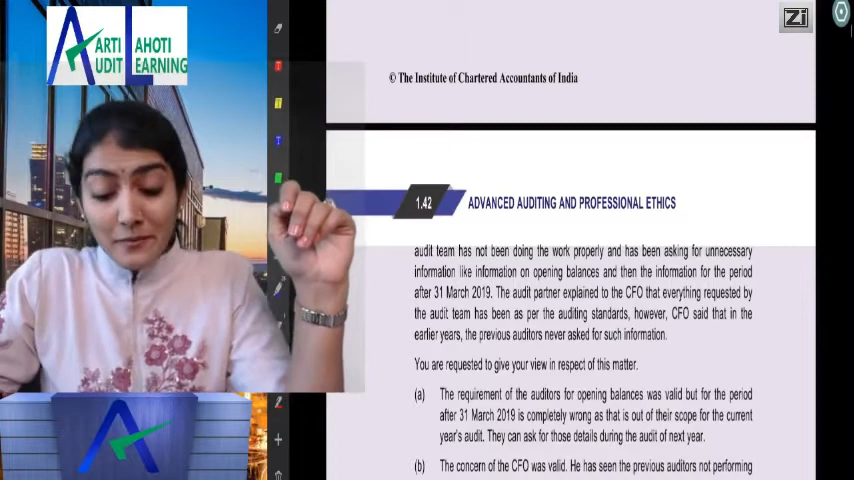 ARTI LAHOTI
AUDIT LEARNING
Zi
© The Institute of Chartered Accountants of India
1.42 ADVANCED AUDITING AND PROFESSIONAL ETHICS
audit team has not been doing the work properly and has been asking for unnecessary
information like information on opening balances and then the information for the period
after 31 March 2019. The audit partner explained to the CFO that everything requested by
the audit team has been as per the auditing standards, however, CFO said that in the
earlier years, the previous auditors never asked for such information.
You are requested to give your view in respect of this matter.
(a) The requirement of the auditors for opening balances was valid but for the period
after 31 March 2019 is completely wrong as that is out of their scope for the current
year's audit. They can ask for those details during the audit of next year.
(b) The concern of the CFO was valid. He has seen the previous auditors not performing